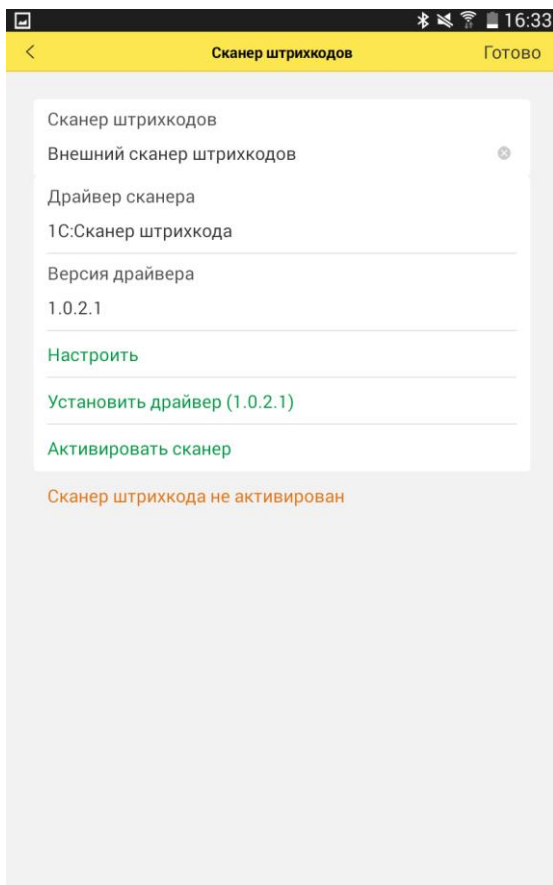 16:33
Сканер штрихкодов
Готово
Сканер штрихкодов
Внешний сканер штрихкодов
Драйвер сканера
1С:Сканер штрихкода
Версия драйвера
1.0.2.1
Настроить
Установить драйвер (1.0.2.1)
Активировать сканер
Сканер штрихкода не активирован